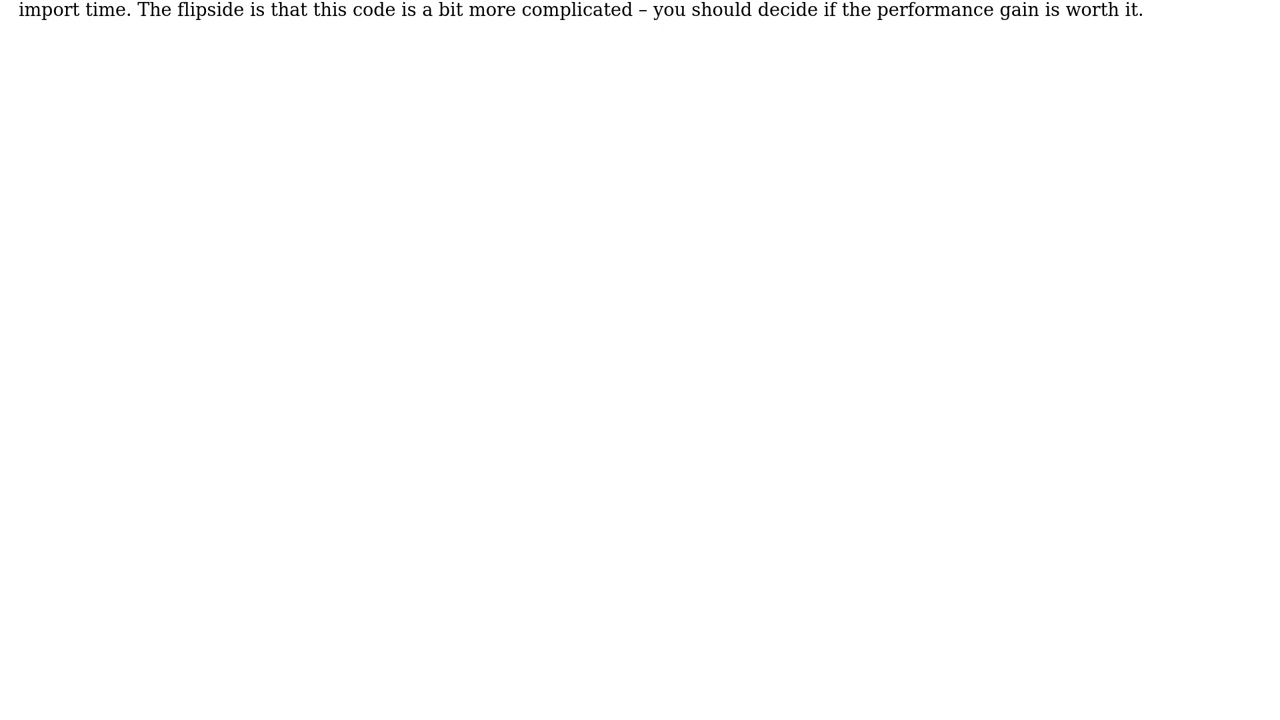 import time. The flipside is that this code is a bit more complicated – you should decide if the performance gain is worth it.